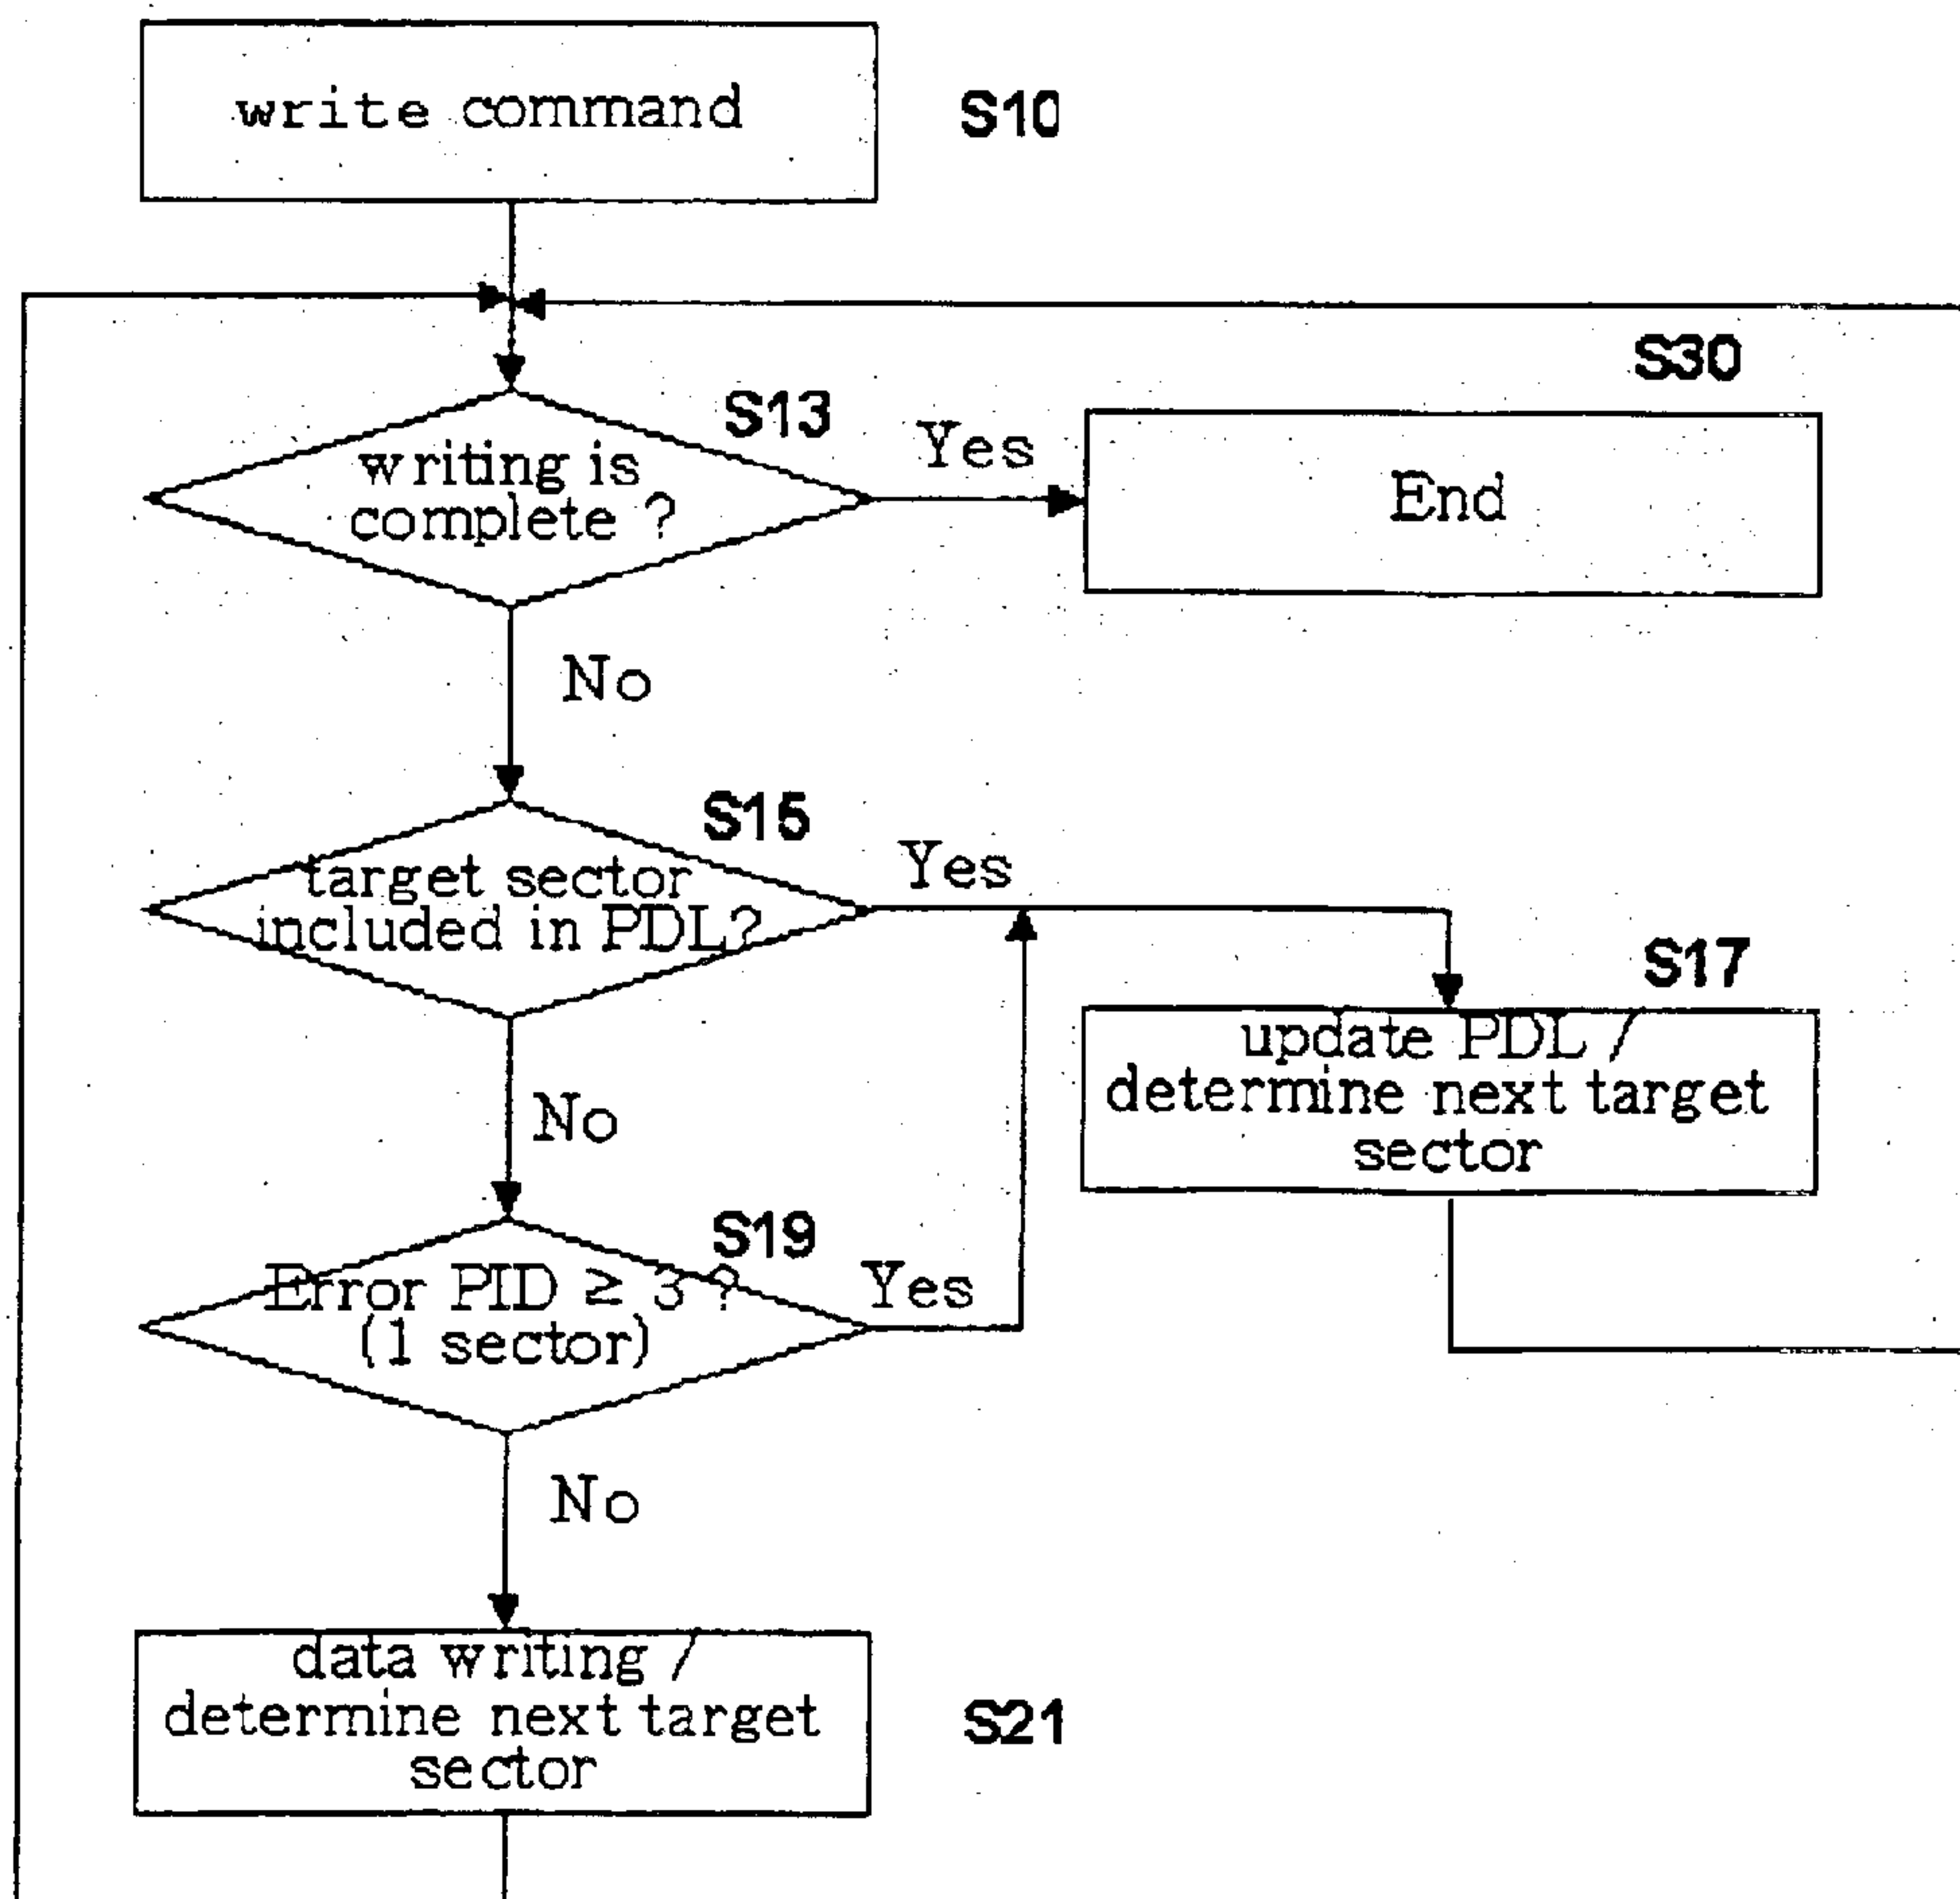 write command
S10
S30
S13
Yes
writing is
complete ?
End
No
S15
Yes
target sector
included in PDL?
S17
update PDL /
determine next target
sector
No
S19
Error PID ≥ 3 ?
(1 sector)
Yes
No
data writing /
determine next target
sector
S21